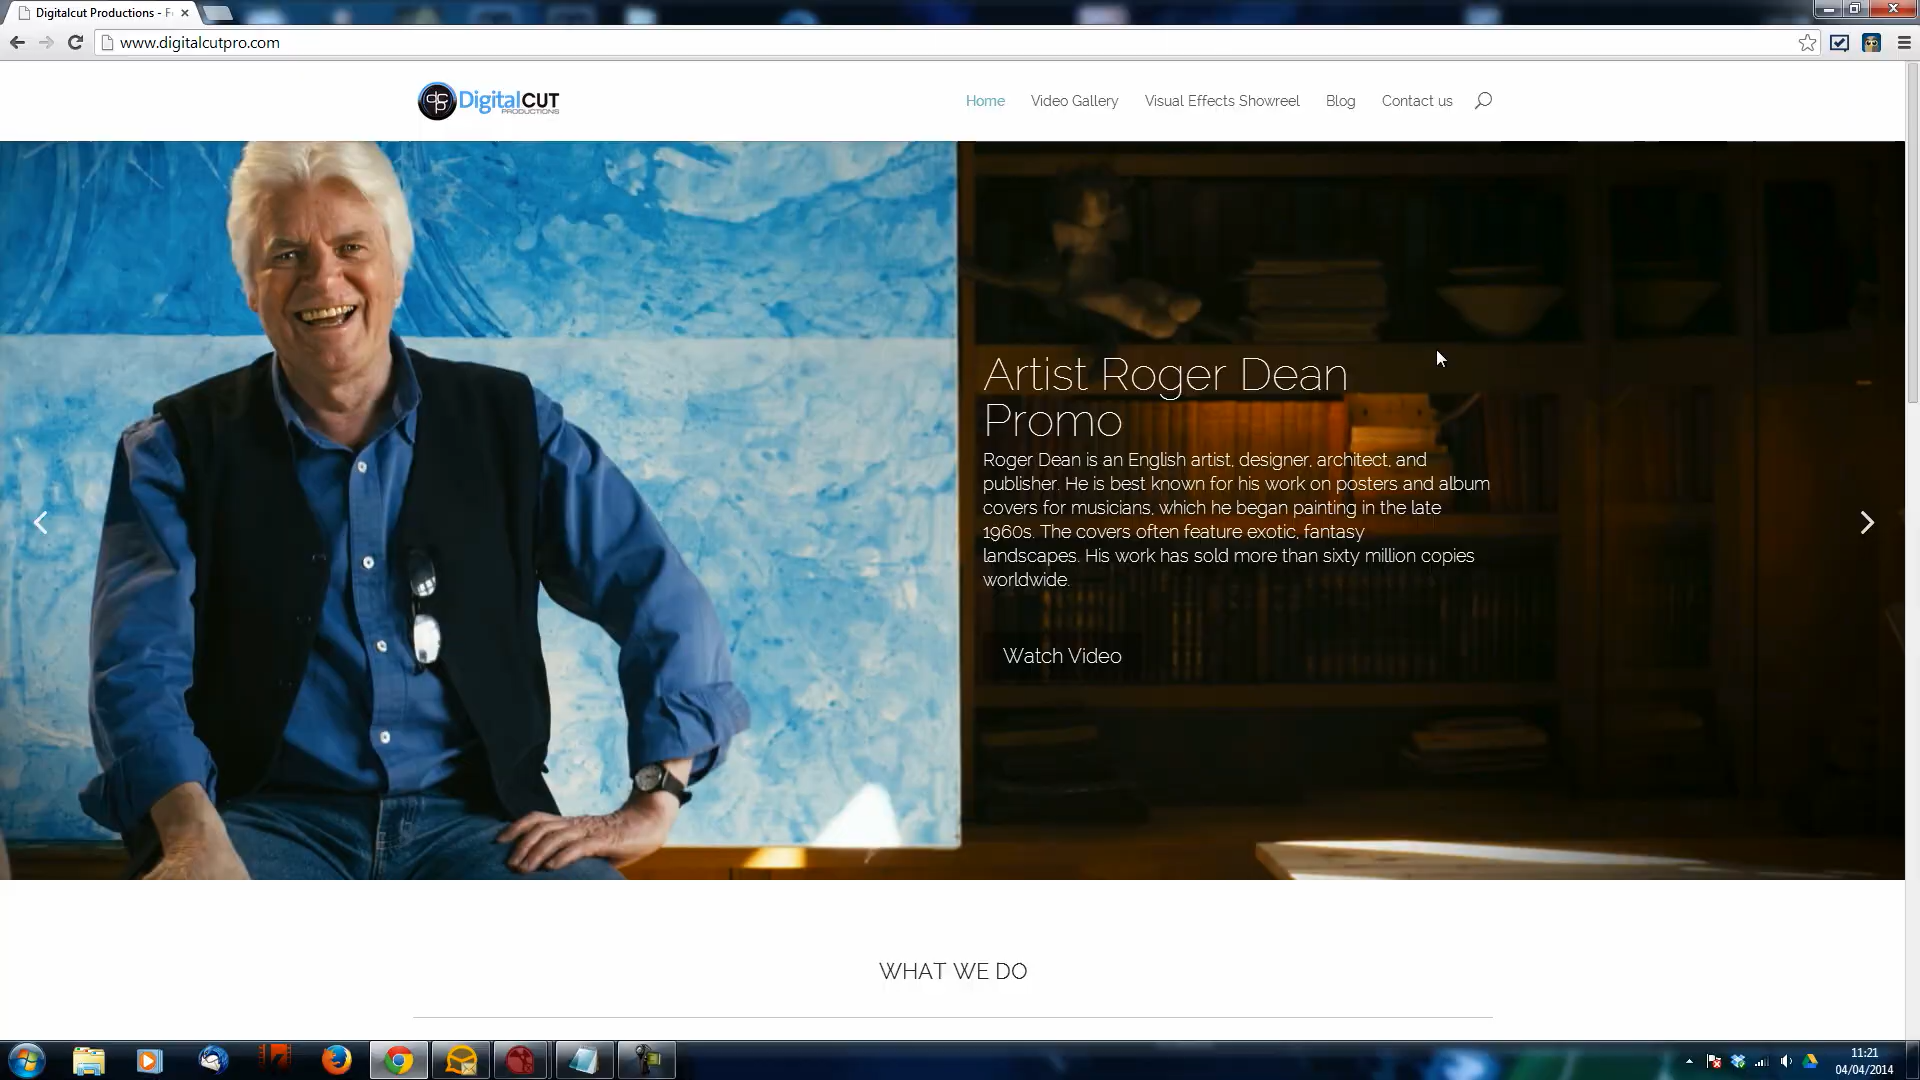 Digitalcut Productions - F
www.digitalcutpro.com
dcp DigitalCUT
PRODUCTIONS
Home
Video Gallery
Visual Effects Showreel
Blog
Contact us
Artist Roger Dean
Promo
Roger Dean is an English artist, designer, architect, and
publisher. He is best known for his work on posters and album
covers for musicians, which he began painting in the late
1960s. The covers often feature exotic, fantasy
landscapes. His work has sold more than sixty million copies
worldwide.
Watch Video
WHAT WE DO
11:21
04/04/2014